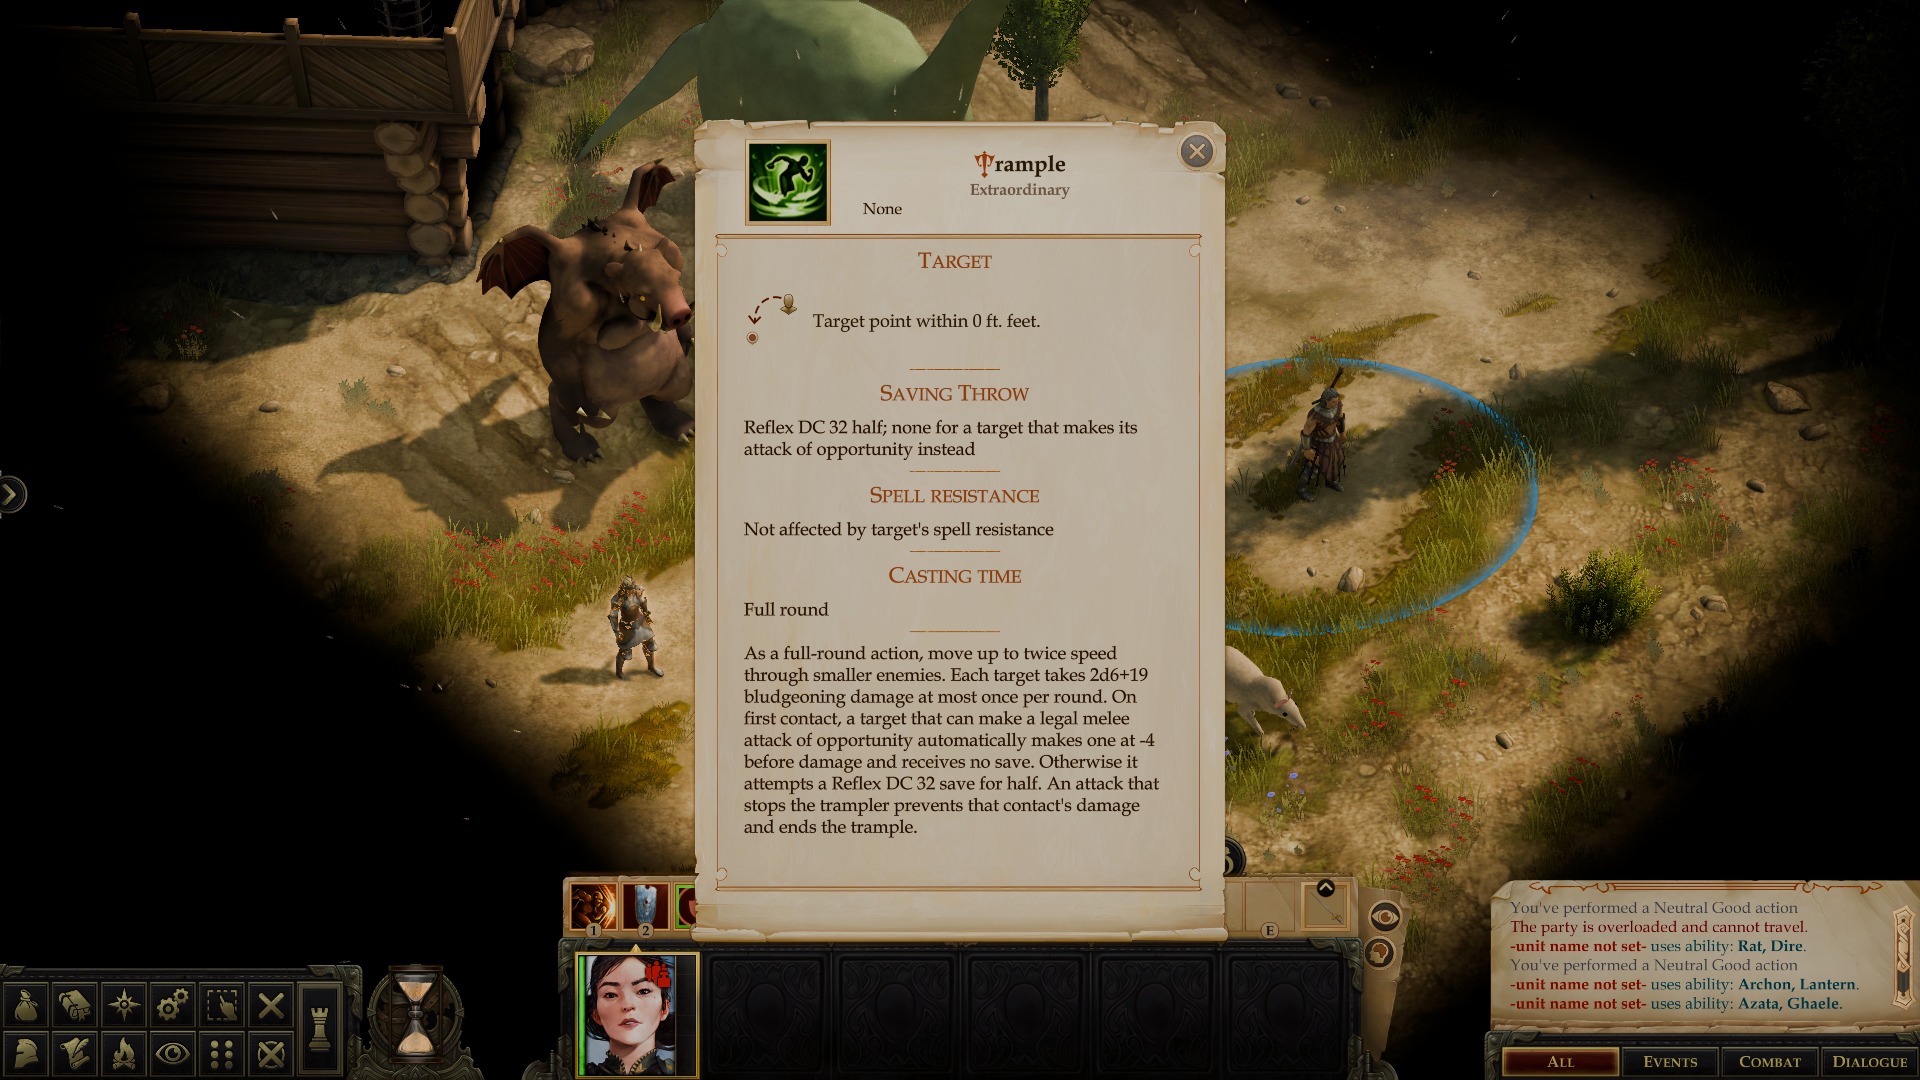 Trample
Extraordinary
None
Target
Target point within 0 ft. feet.
Saving Throw
Reflex DC 32 half; none for a target that makes its
attack of opportunity instead
Spell resistance
Not affected by target's spell resistance
Casting time
Full round
As a full-round action, move up to twice speed
through smaller enemies. Each target takes 2d6+19
bludgeoning damage at most once per round. On
first contact, a target that can make a legal melee
attack of opportunity automatically makes one at -4
before damage and receives no save. Otherwise it
attempts a Reflex DC 32 save for half. An attack that
stops the trampler prevents that contact's damage
and ends the trample.
1
2
E
You've performed a Neutral Good action
The party is overloaded and cannot travel.
-unit name not set- uses ability: Rat, Dire.
You've performed a Neutral Good action
-unit name not set- uses ability: Archon, Lantern.
-unit name not set- uses ability: Azata, Ghaele.
All
Events
Combat
Dialogue